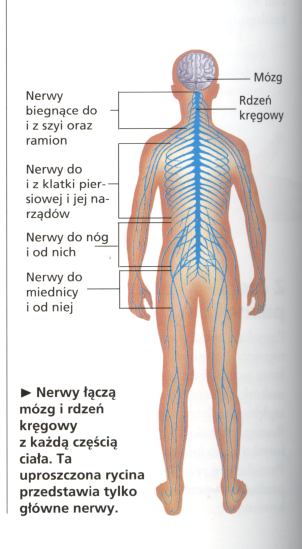 Mózg
Rdzeń
kręgowy
Nerwy
biegnące do
i z szyi oraz
ramion
Nerwy do
i z klatki pier-
siowej i jej na-
rządów
Nerwy do nóg
i od nich
Nerwy do
miednicy
i od niej
► Nerwy łączą
mózg i rdzeń
kręgowy
z każdą częścią
ciała. Ta
uproszczona rycina
przedstawia tylko
główne nerwy.